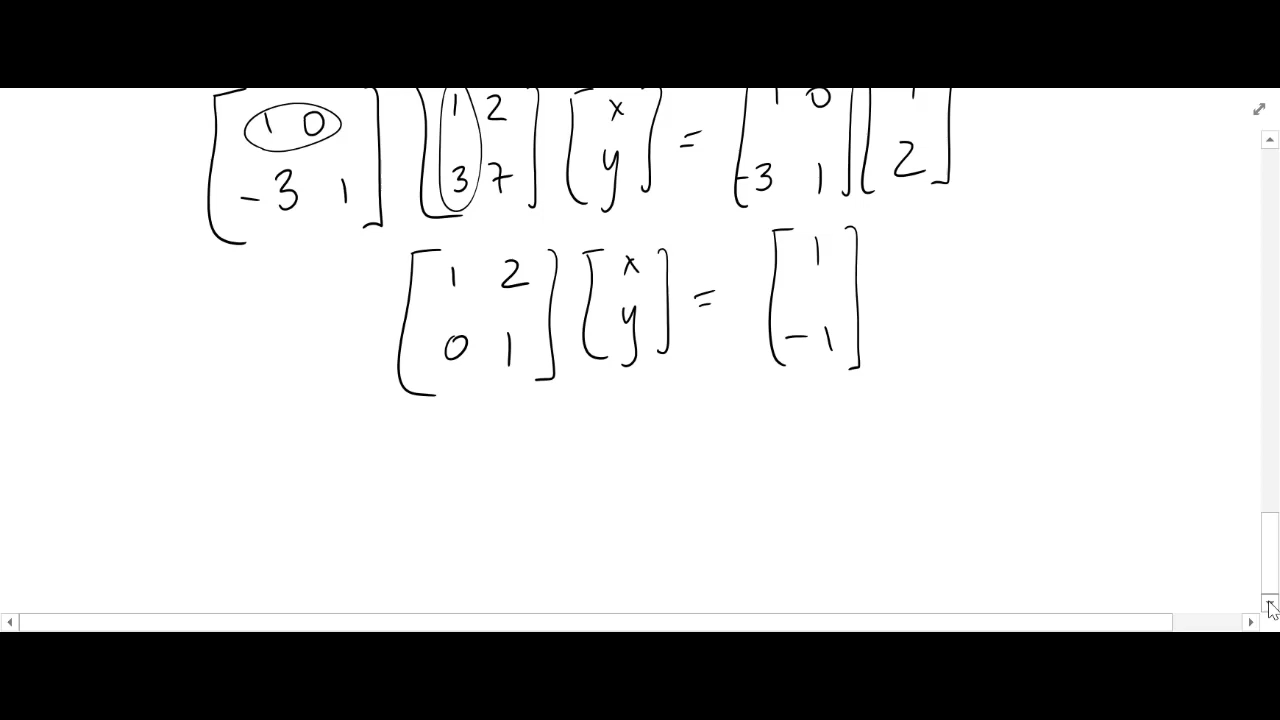 1 0 1 2 x = 1 0 1
-3 1 3 7 y -3 1 2
1 2 x = 1
0 1 y -1